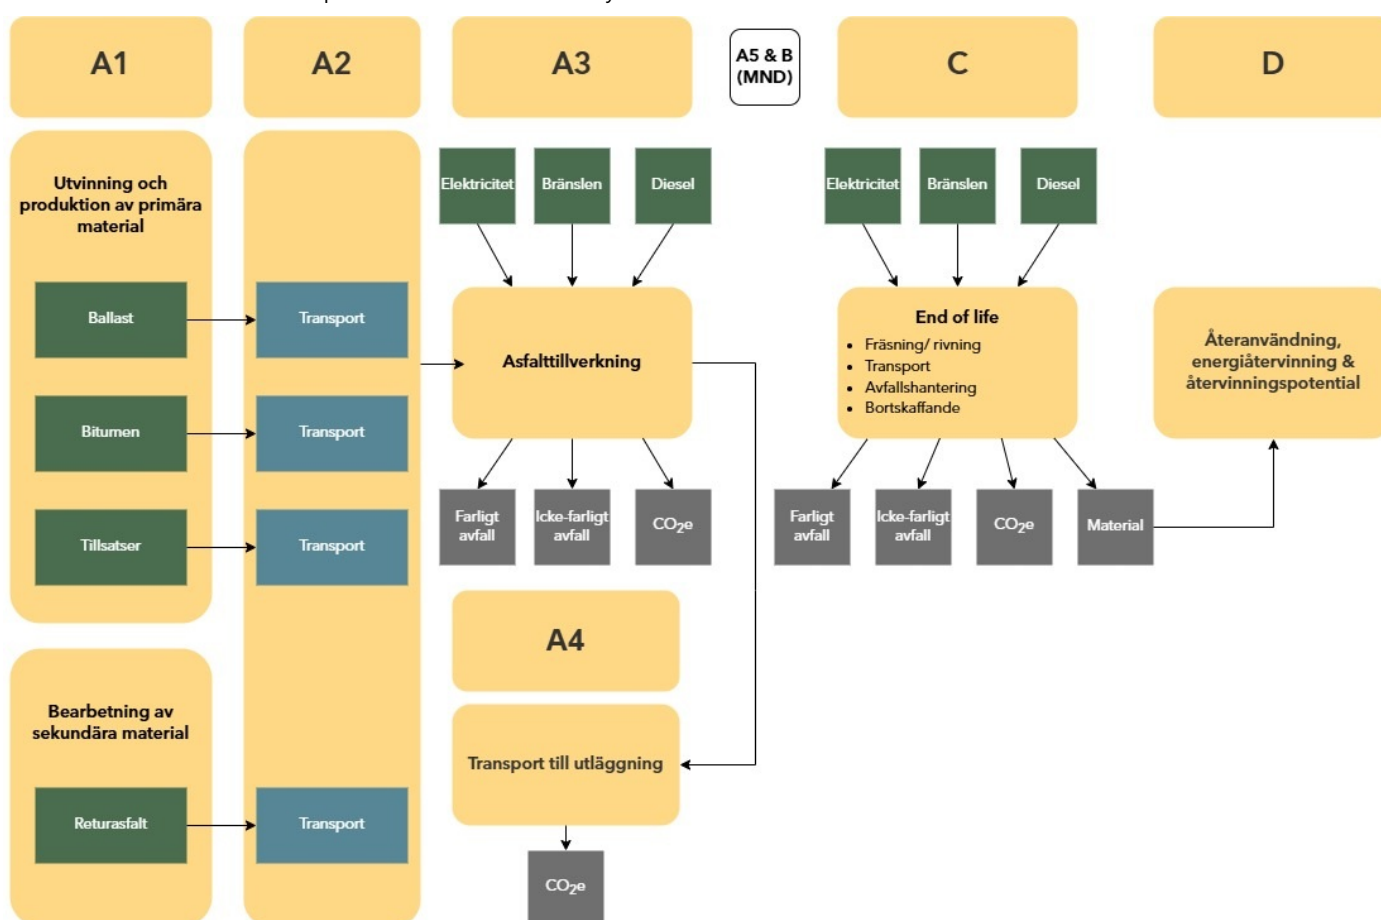 A1
A2
A3
A5 & B
(MND)
C
D
Utvinning och
produktion av primära
material
Ballast
Bitumen
Tillsatser
Bearbetning av
sekundära material
Returasfalt
Transport
Transport
Transport
Transport
Elektricitet
Bränslen
Diesel
Asfalttillverkning
Farligt
avfall
Icke-farligt
avfall
CO₂e
A4
Transport till utläggning
CO₂e
Elektricitet
Bränslen
Diesel
End of life
• Fräsning/ rivning
• Transport
• Avfallshantering
• Bortskaffande
Farligt
avfall
Icke-farligt
avfall
CO₂e
Material
Återanvändning,
energiåtervinning &
återvinningspotential